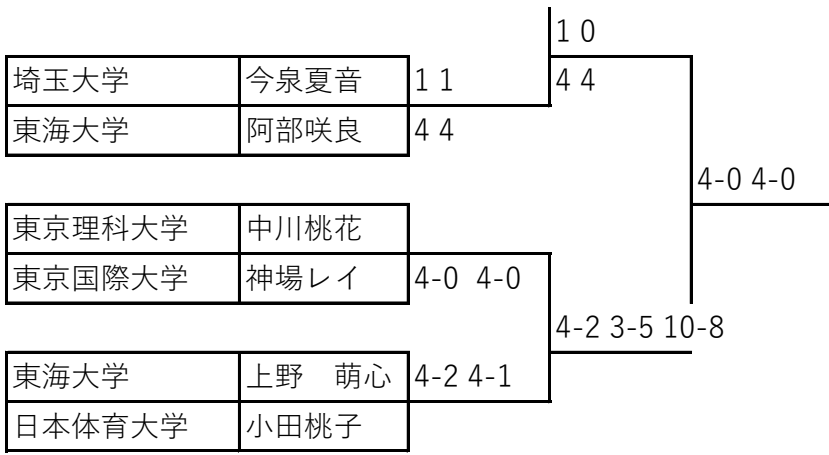 1 0
埼玉大学 今泉夏音 1 1 4 4
東海大学 阿部咲良 4 4
4-0 4-0
東京理科大学 中川桃花
東京国際大学 神場レイ 4-0 4-0
4-2 3-5 10-8
東海大学 上野 萌心 4-2 4-1
日本体育大学 小田桃子